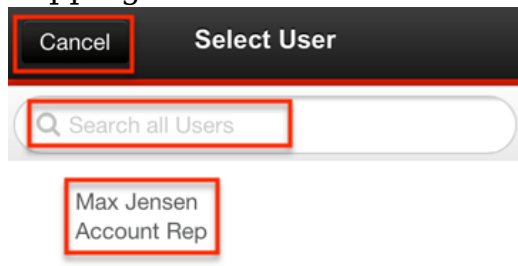 Cancel Select User
Search all Users
Max Jensen
Account Rep